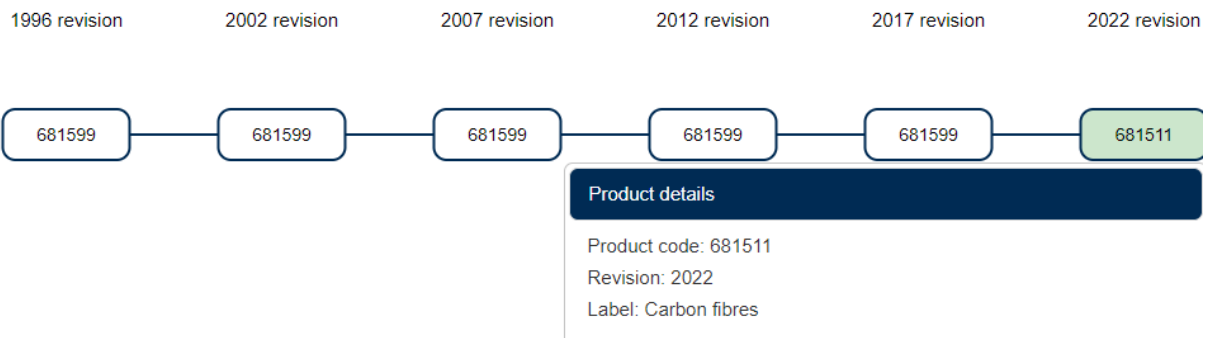 1996 revision 2002 revision 2007 revision 2012 revision 2017 revision 2022 revision
681599 681599 681599 681599 681599 681511
Product details
Product code: 681511
Revision: 2022
Label: Carbon fibres